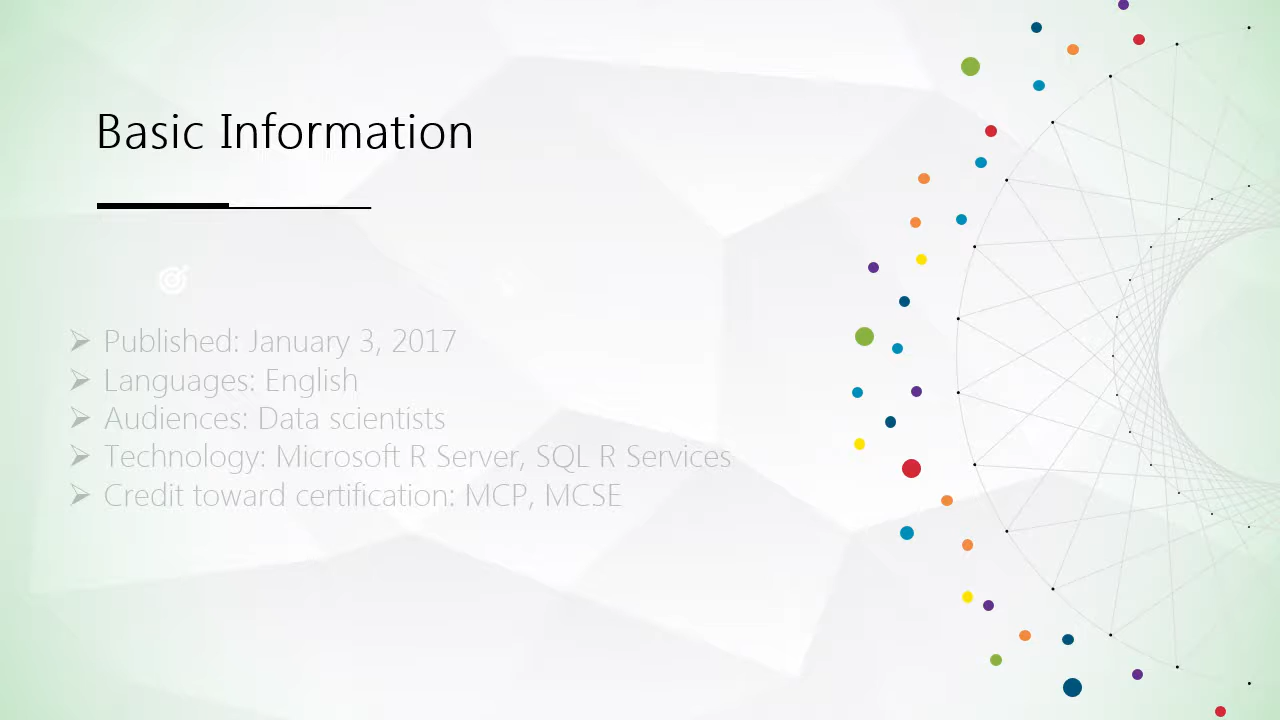 Basic Information
Published: January 3, 2017
Languages: English
Audiences: Data scientists
Technology: Microsoft R Server, SQL R Services
Credit toward certification: MCP, MCSE